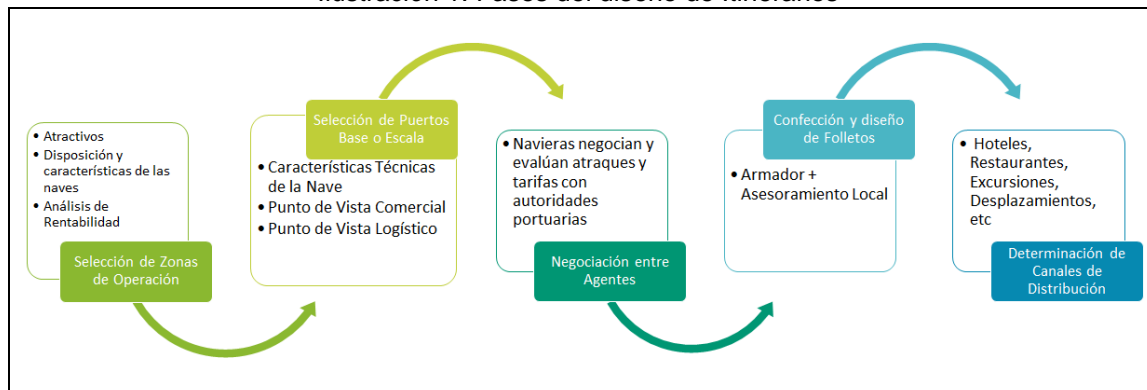 • Atractivos
• Disposición y
características de las
naves
• Análisis de
Rentabilidad
Selección de Zonas
de Operación
Selección de Puertos
Base o Escala
• Características Técnicas
de la Nave
• Punto de Vista Comercial
• Punto de Vista Logístico
• Navieras negocian y
evalúan atraques y
tarifas con
autoridades
portuarias
Negociación entre
Agentes
Confección y diseño
de Folletos
• Armador +
Asesoramiento Local
• Hoteles,
Restaurantes,
Excursiones,
Desplazamientos,
etc
Determinación de
Canales de
Distribución